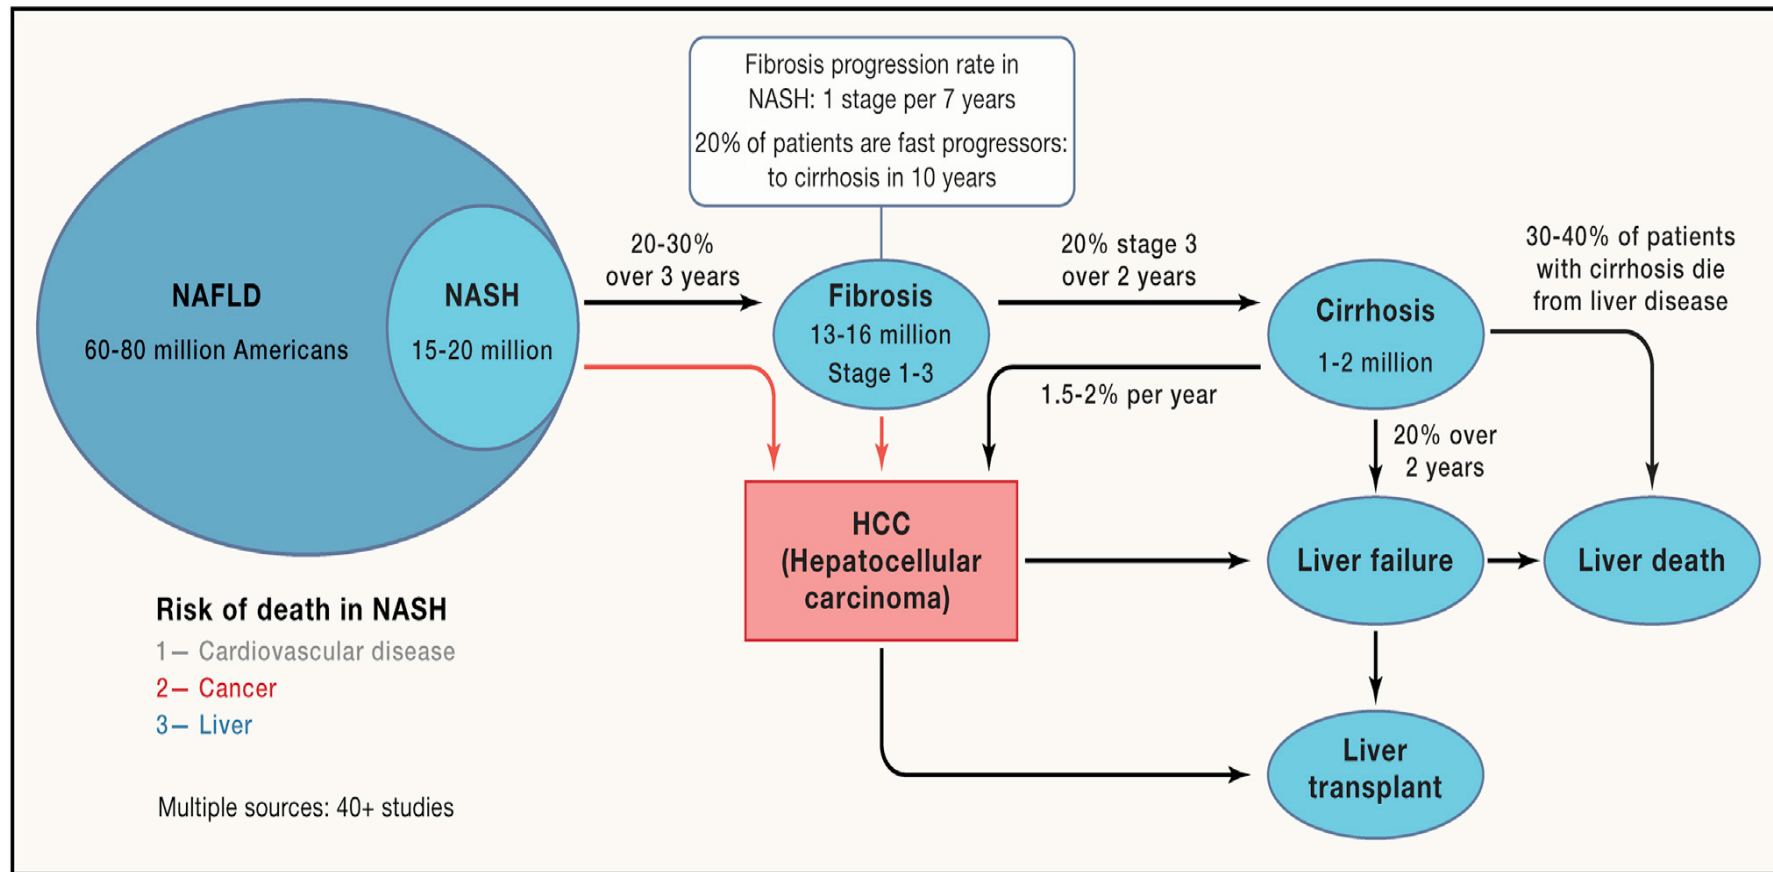 Fibrosis progression rate in
NASH: 1 stage per 7 years
20% of patients are fast progressors:
to cirrhosis in 10 years
NAFLD
60-80 million Americans
NASH
15-20 million
20-30%
over 3 years
Fibrosis
13-16 million
Stage 1-3
20% stage 3
over 2 years
Cirrhosis
1-2 million
30-40% of patients
with cirrhosis die
from liver disease
1.5-2% per year
20% over
2 years
HCC
(Hepatocellular
carcinoma)
Liver failure
Liver death
Liver
transplant
Risk of death in NASH
1— Cardiovascular disease
2— Cancer
3— Liver
Multiple sources: 40+ studies